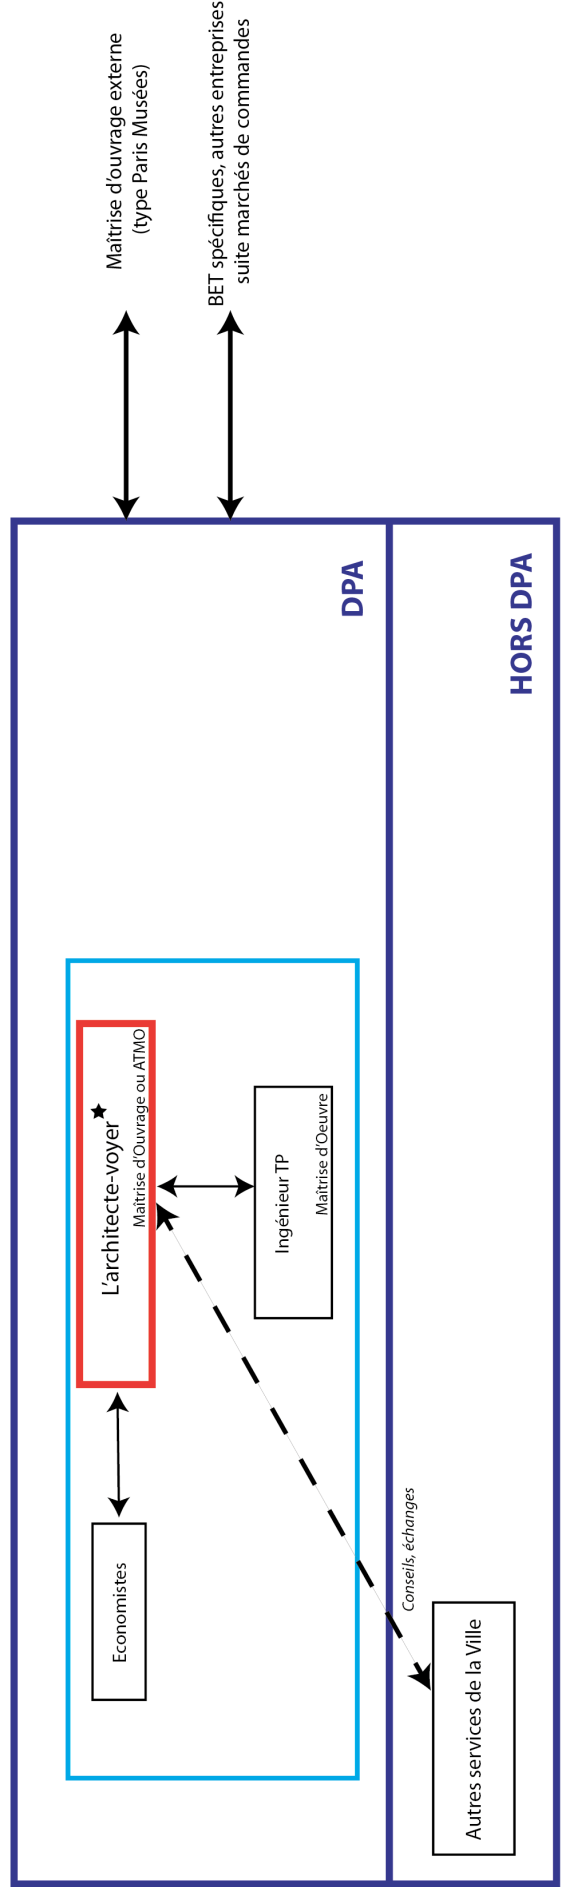 Economistes
L'architecte-voyer
Maîtrise d'Ouvrage ou ATMO
Ingénieur TP
Maîtrise d'Oeuvre
DPA
Maîtrise d'ouvrage externe
(type Paris Musées)
BET spécifiques, autres entreprises
suite marchés de commandes
Conseils, échanges
Autres services de la Ville
HORS DPA